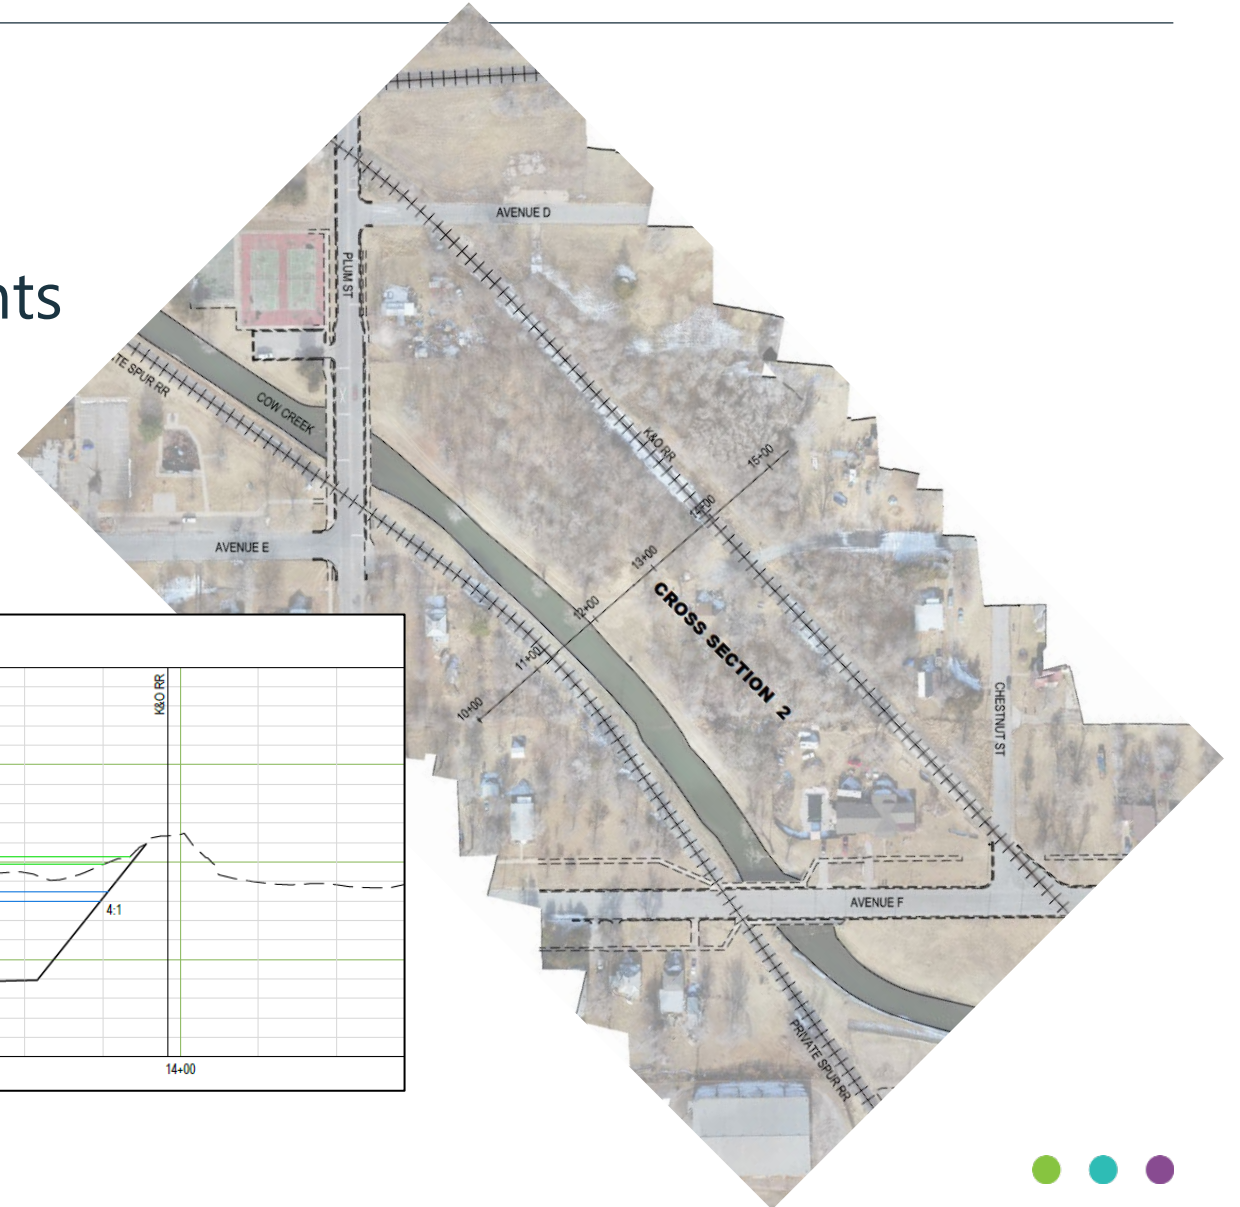 nts
AVENUE D
PLUM ST
TE SPUR RR
COW CREEK
K&O RR
15+00
14+00
AVENUE E
13+00
CROSS SECTION 2
12+00
11+00
10+00
CHESTNUT ST
K&O RR
4:1
AVENUE F
14+00
PRIVATE SPUR RR